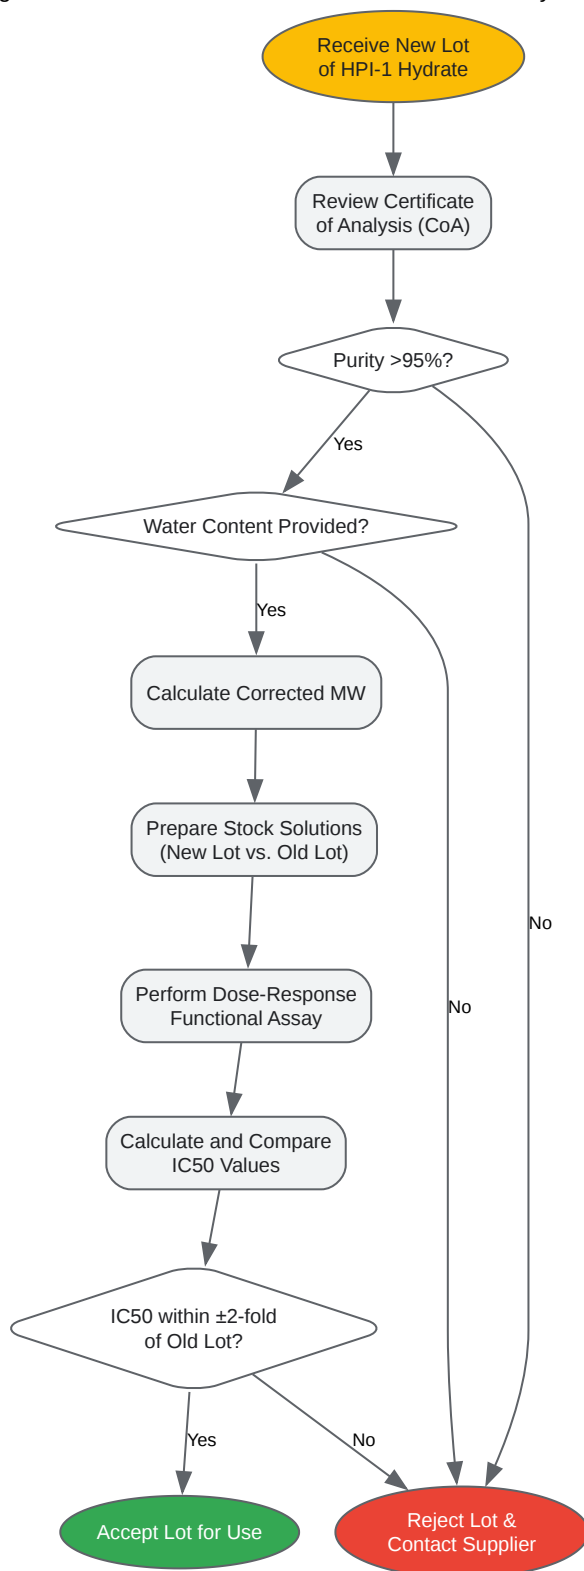 Receive New Lot
of HPI-1 Hydrate
Review Certificate
of Analysis (CoA)
Purity >95%?
Yes
Water Content Provided?
Yes
Calculate Corrected MW
Prepare Stock Solutions
(New Lot vs. Old Lot)
No
Perform Dose-Response
Functional Assay
No
Calculate and Compare
IC50 Values
IC50 within ±2-fold
of Old Lot?
Yes
No
Accept Lot for Use
Reject Lot &
Contact Supplier